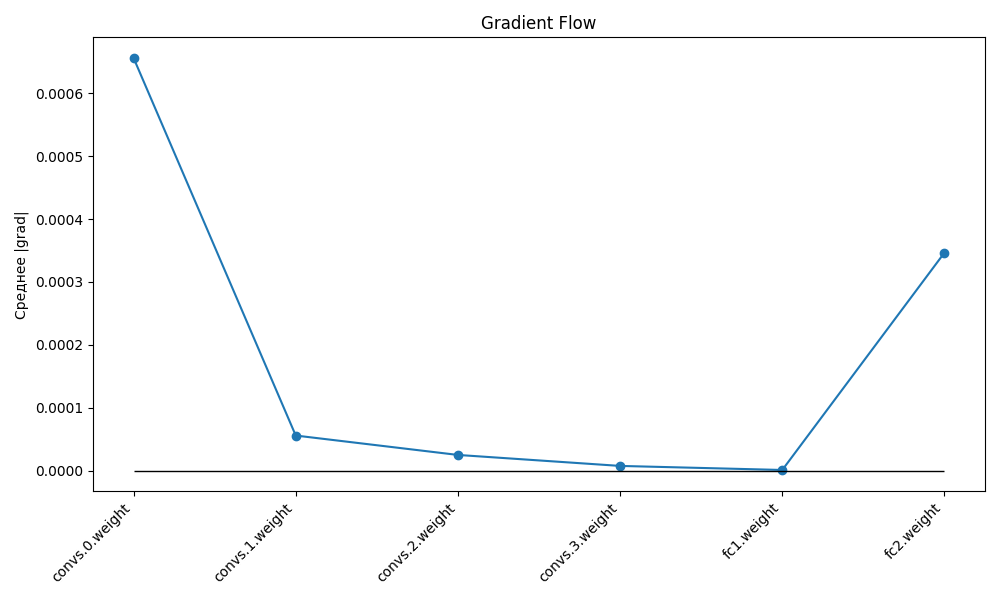 Gradient Flow
Среднее |grad|
0.0006
0.0005
0.0004
0.0003
0.0002
0.0001
0.0000
convs.0.weight
convs.1.weight
convs.2.weight
convs.3.weight
fc1.weight
fc2.weight